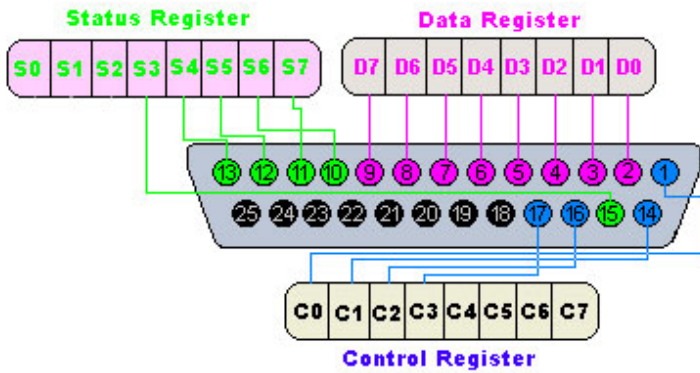 Status Register Data Register
S0 S1 S2 S3 S4 S5 S6 S7 D7 D6 D5 D4 D3 D2 D1 D0
13 12 11 10 9 8 7 6 5 4 3 2 1
25 24 23 22 21 20 19 18 17 16 15 14
C0 C1 C2 C3 C4 C5 C6 C7
Control Register